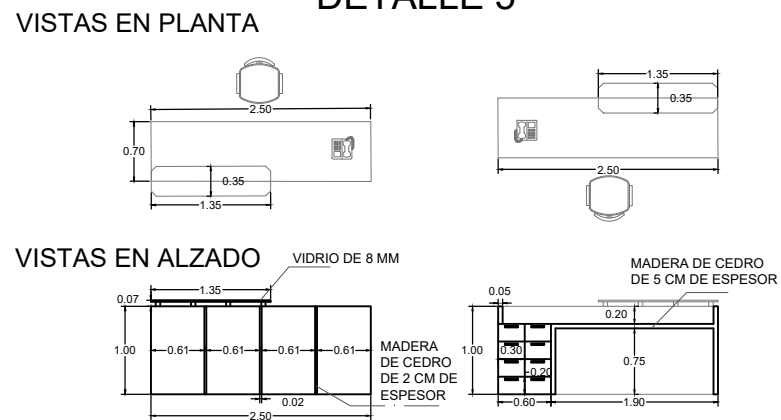 DETALLE 5
VISTAS EN PLANTA
2.50
0.70
0.35
1.35
1.35
0.35
2.50
VISTAS EN ALZADO
VIDRIO DE 8 MM
1.35
0.07
1.00
0.61
0.61
0.61
0.61
0.02
2.50
MADERA
DE CEDRO
DE 2 CM DE
ESPESOR
MADERA DE CEDRO
DE 5 CM DE ESPESOR
0.05
0.20
1.00
0.30
0.20
0.75
0.60
1.90